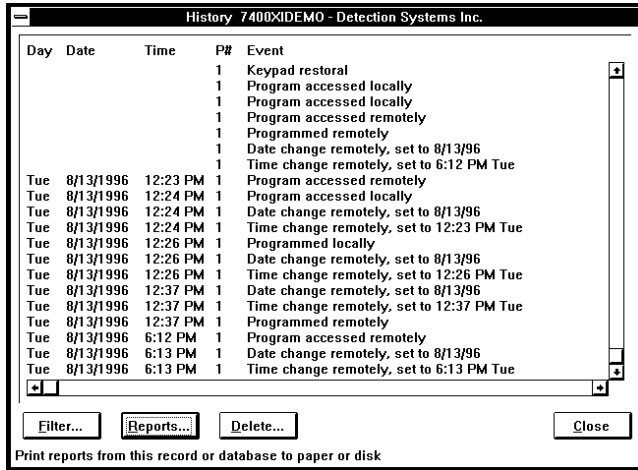 History 7400XIDEMO - Detection Systems Inc.
Day Date Time P# Event
1 Keypad restoral
1 Program accessed locally
1 Program accessed locally
1 Program accessed remotely
1 Programmed remotely
1 Date change remotely, set to 8/13/96
1 Time change remotely, set to 6:12 PM Tue
Tue 8/13/1996 12:23 PM 1 Program accessed remotely
Tue 8/13/1996 12:24 PM 1 Program accessed locally
Tue 8/13/1996 12:24 PM 1 Date change remotely, set to 8/13/96
Tue 8/13/1996 12:24 PM 1 Time change remotely, set to 12:23 PM Tue
Tue 8/13/1996 12:26 PM 1 Programmed locally
Tue 8/13/1996 12:26 PM 1 Date change remotely, set to 8/13/96
Tue 8/13/1996 12:26 PM 1 Time change remotely, set to 12:26 PM Tue
Tue 8/13/1996 12:37 PM 1 Date change remotely, set to 8/13/96
Tue 8/13/1996 12:37 PM 1 Time change remotely, set to 12:37 PM Tue
Tue 8/13/1996 12:37 PM 1 Programmed remotely
Tue 8/13/1996 6:12 PM 1 Program accessed remotely
Tue 8/13/1996 6:13 PM 1 Date change remotely, set to 8/13/96
Tue 8/13/1996 6:13 PM 1 Time change remotely, set to 6:13 PM Tue
Filter... Reports... Delete... Close
Print reports from this record or database to paper or disk